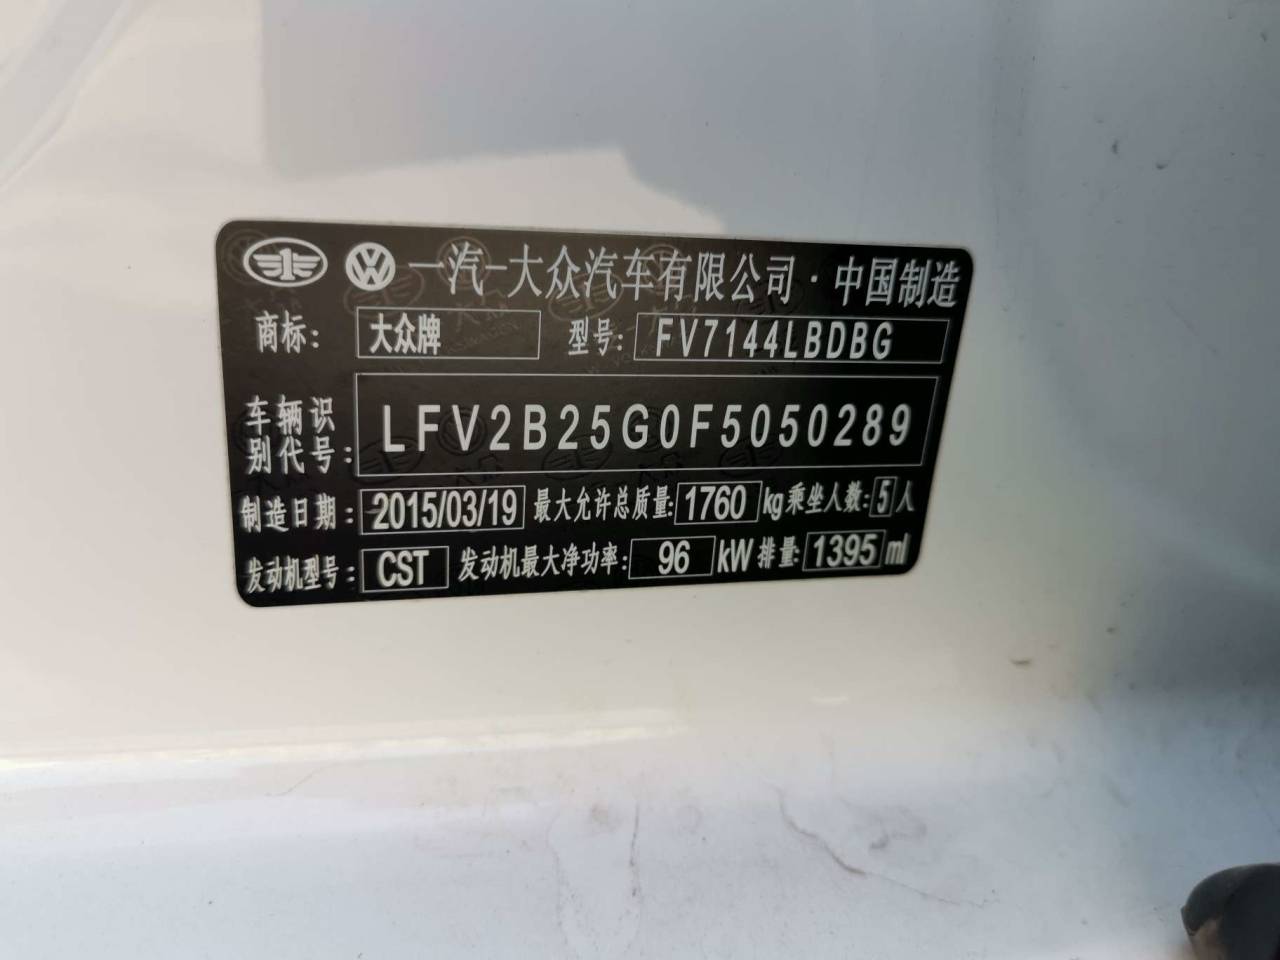 一汽-大众汽车有限公司·中国制造
商标: 大众牌 型号: FV7144LBDBG
车辆识
别代号: LFV2B25G0F5050289
制造日期: 2015/03/19 最大允许总质量: 1760 kg 乘坐人数: 5 人
发动机型号: CST 发动机最大净功率: 96 kW 排量: 1395 ml